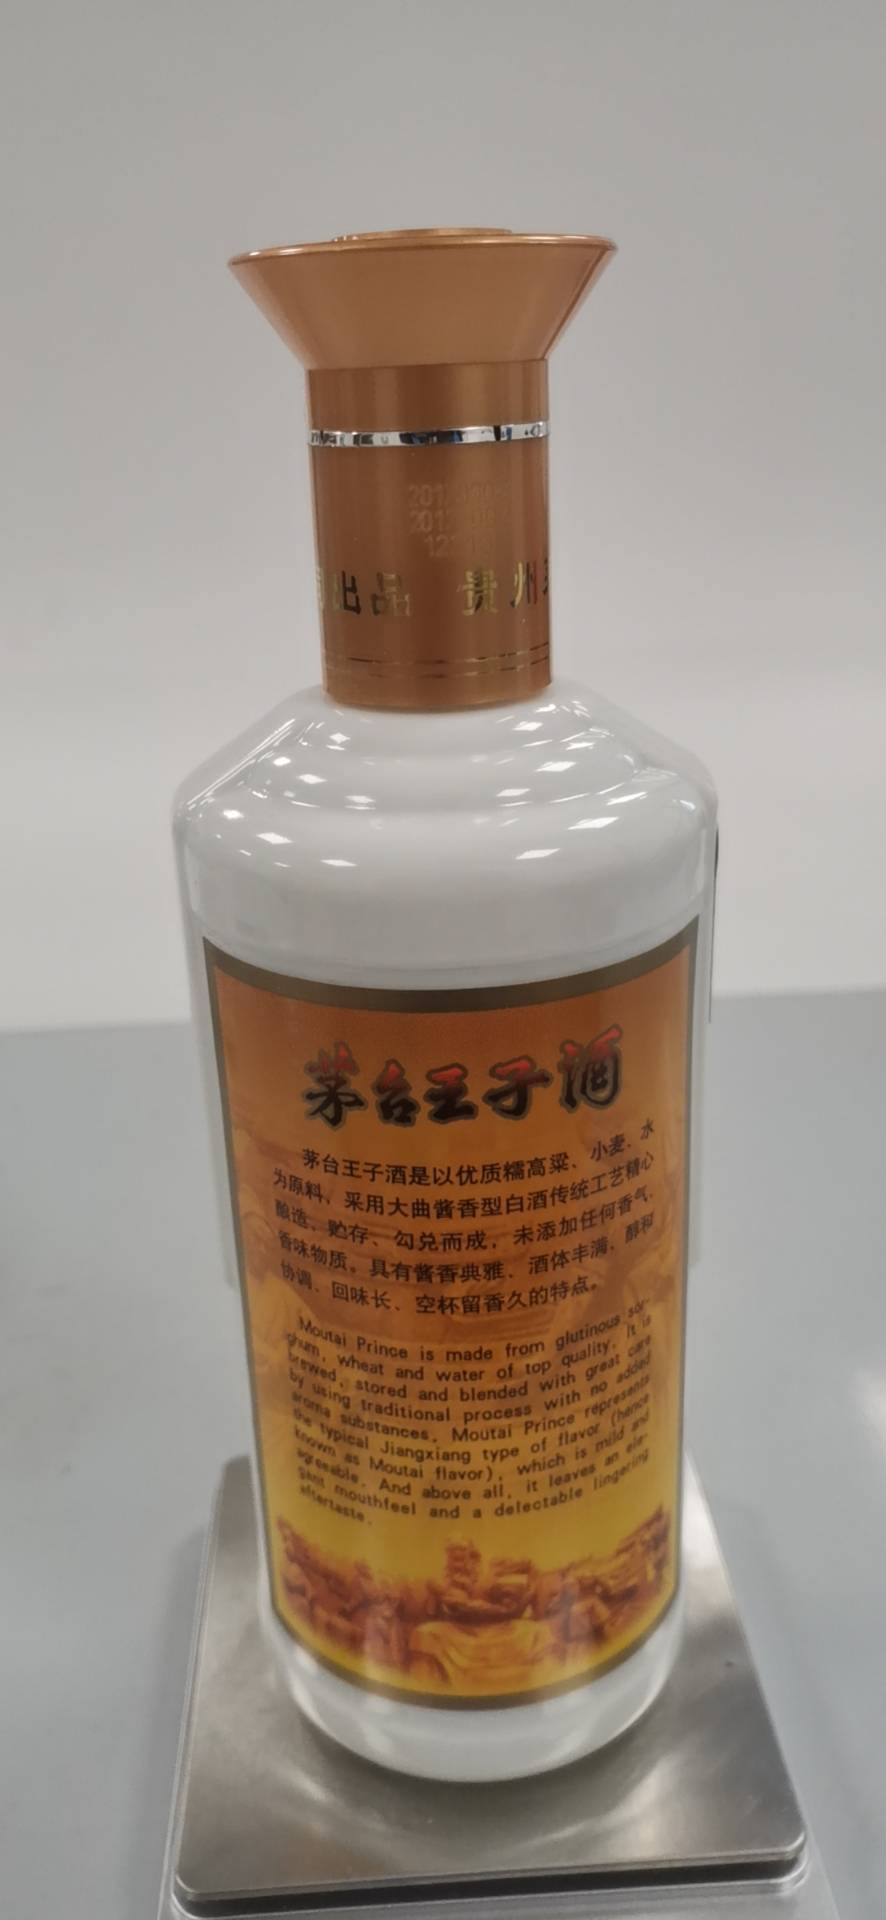 出品 贵州
茅台王子酒
茅台王子酒是以优质糯高粱、小麦、水
为原料，采用大曲酱香型白酒传统工艺精心
酿造、贮存、勾兑而成，未添加任何香气、
香味物质。具有酱香典雅、酒体丰满、醇和
协调、回味长、空杯留香久的特点。
Moutai Prince is made from glutinous sor-
ghum, wheat and water of top quality. It is
brewed, stored and blended with great care
by using traditional process with no added
aroma substances. Moutai Prince represents
the typical Jiangxiang type of flavor (hence
known as Moutai flavor), which is mild and
agreeable. And above all, it leaves an ele-
gant mouthfeel and a delectable lingering
aftertaste.